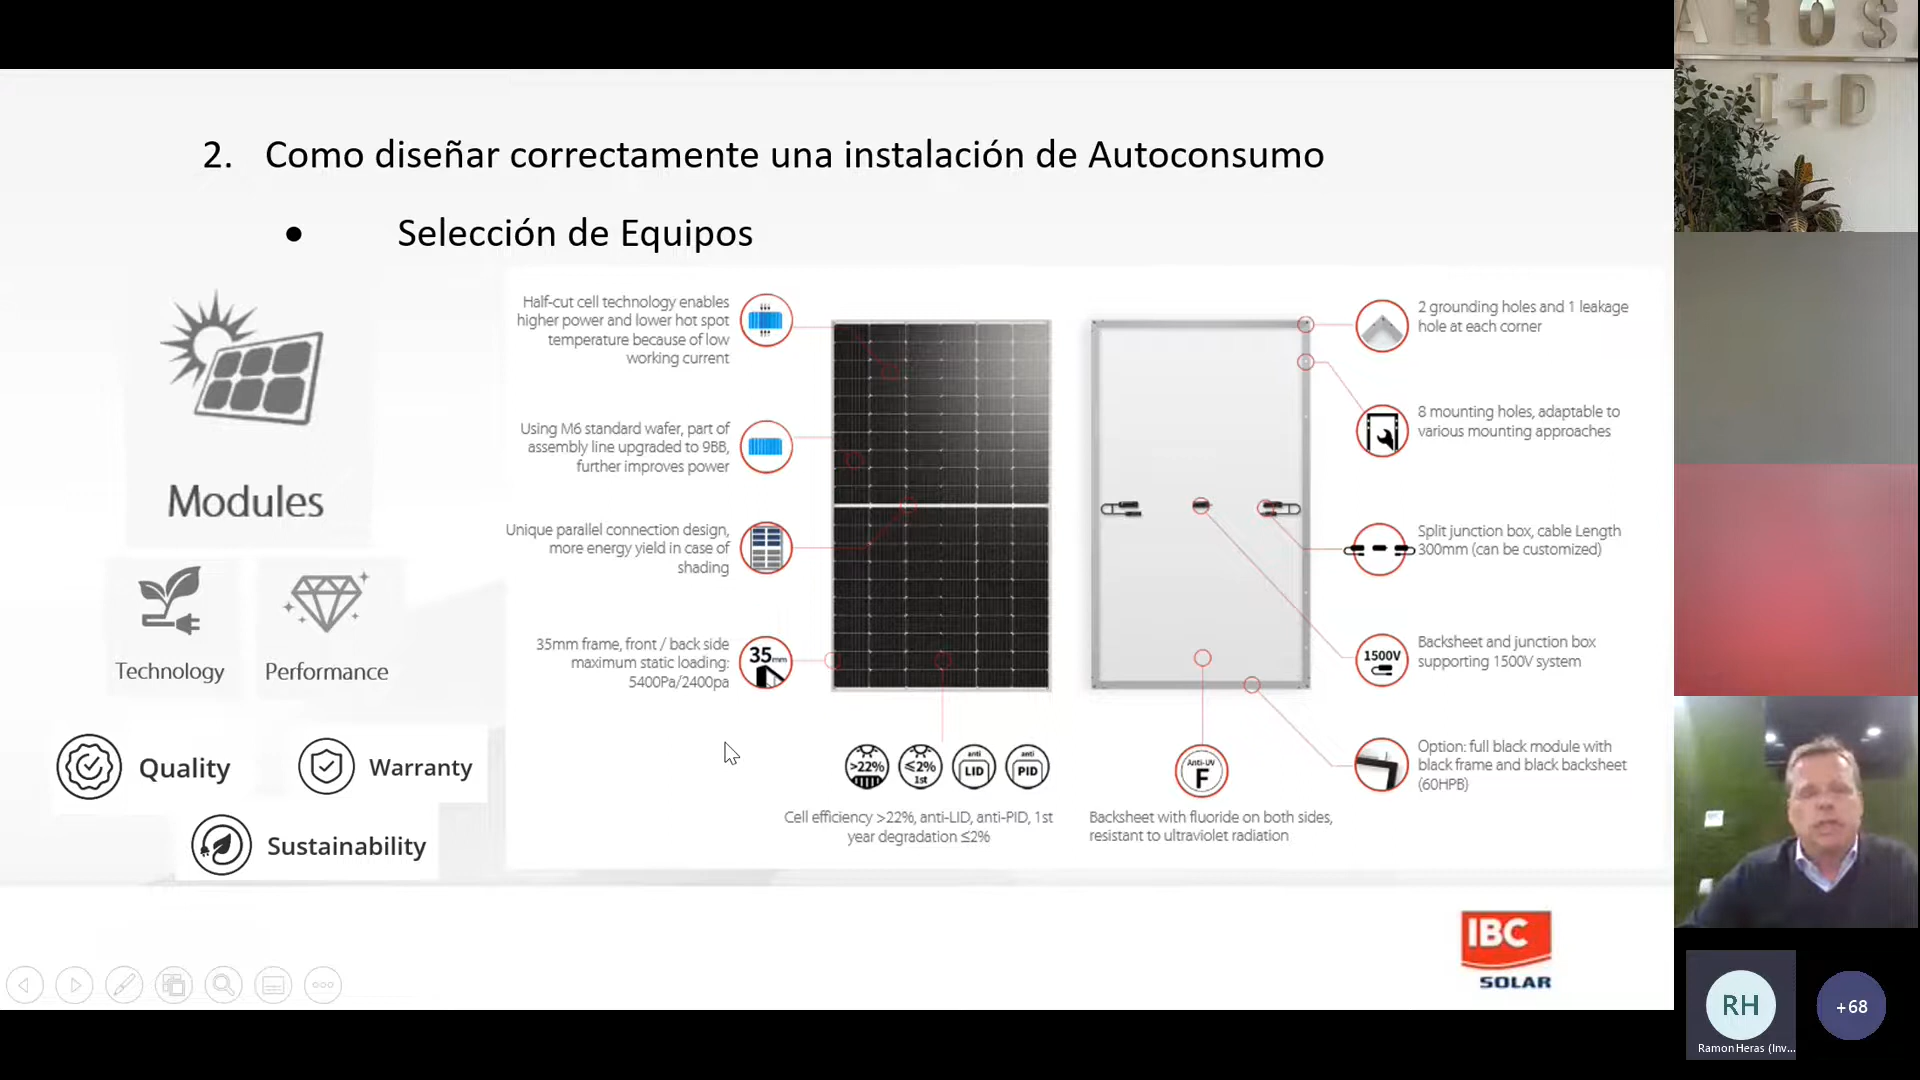 2. Como diseñar correctamente una instalación de Autoconsumo
• Selección de Equipos
Modules
Technology
Performance
Quality
Warranty
Sustainability
Half-cut cell technology enables
higher power and lower hot spot
temperature because of low
working current
Using M6 standard wafer, part of
assembly line upgraded to 9BB,
further improves power
Unique parallel connection design,
more energy yield in case of
shading
35mm frame, front / back side
maximum static loading:
5400Pa/2400pa
35mm
>22%
≤2%
1st
anti
LID
anti
PID
Cell efficiency >22%, anti-LID, anti-PID, 1st
year degradation ≤2%
Anti-UV
F
Backsheet with fluoride on both sides,
resistant to ultraviolet radiation
2 grounding holes and 1 leakage
hole at each corner
8 mounting holes, adaptable to
various mounting approaches
Split junction box, cable Length
300mm (can be customized)
1500V
Backsheet and junction box
supporting 1500V system
Option: full black module with
black frame and black backsheet
(60HPB)
IBC
SOLAR
AROS
I+D
RH
Ramon Heras (Inv...
+68